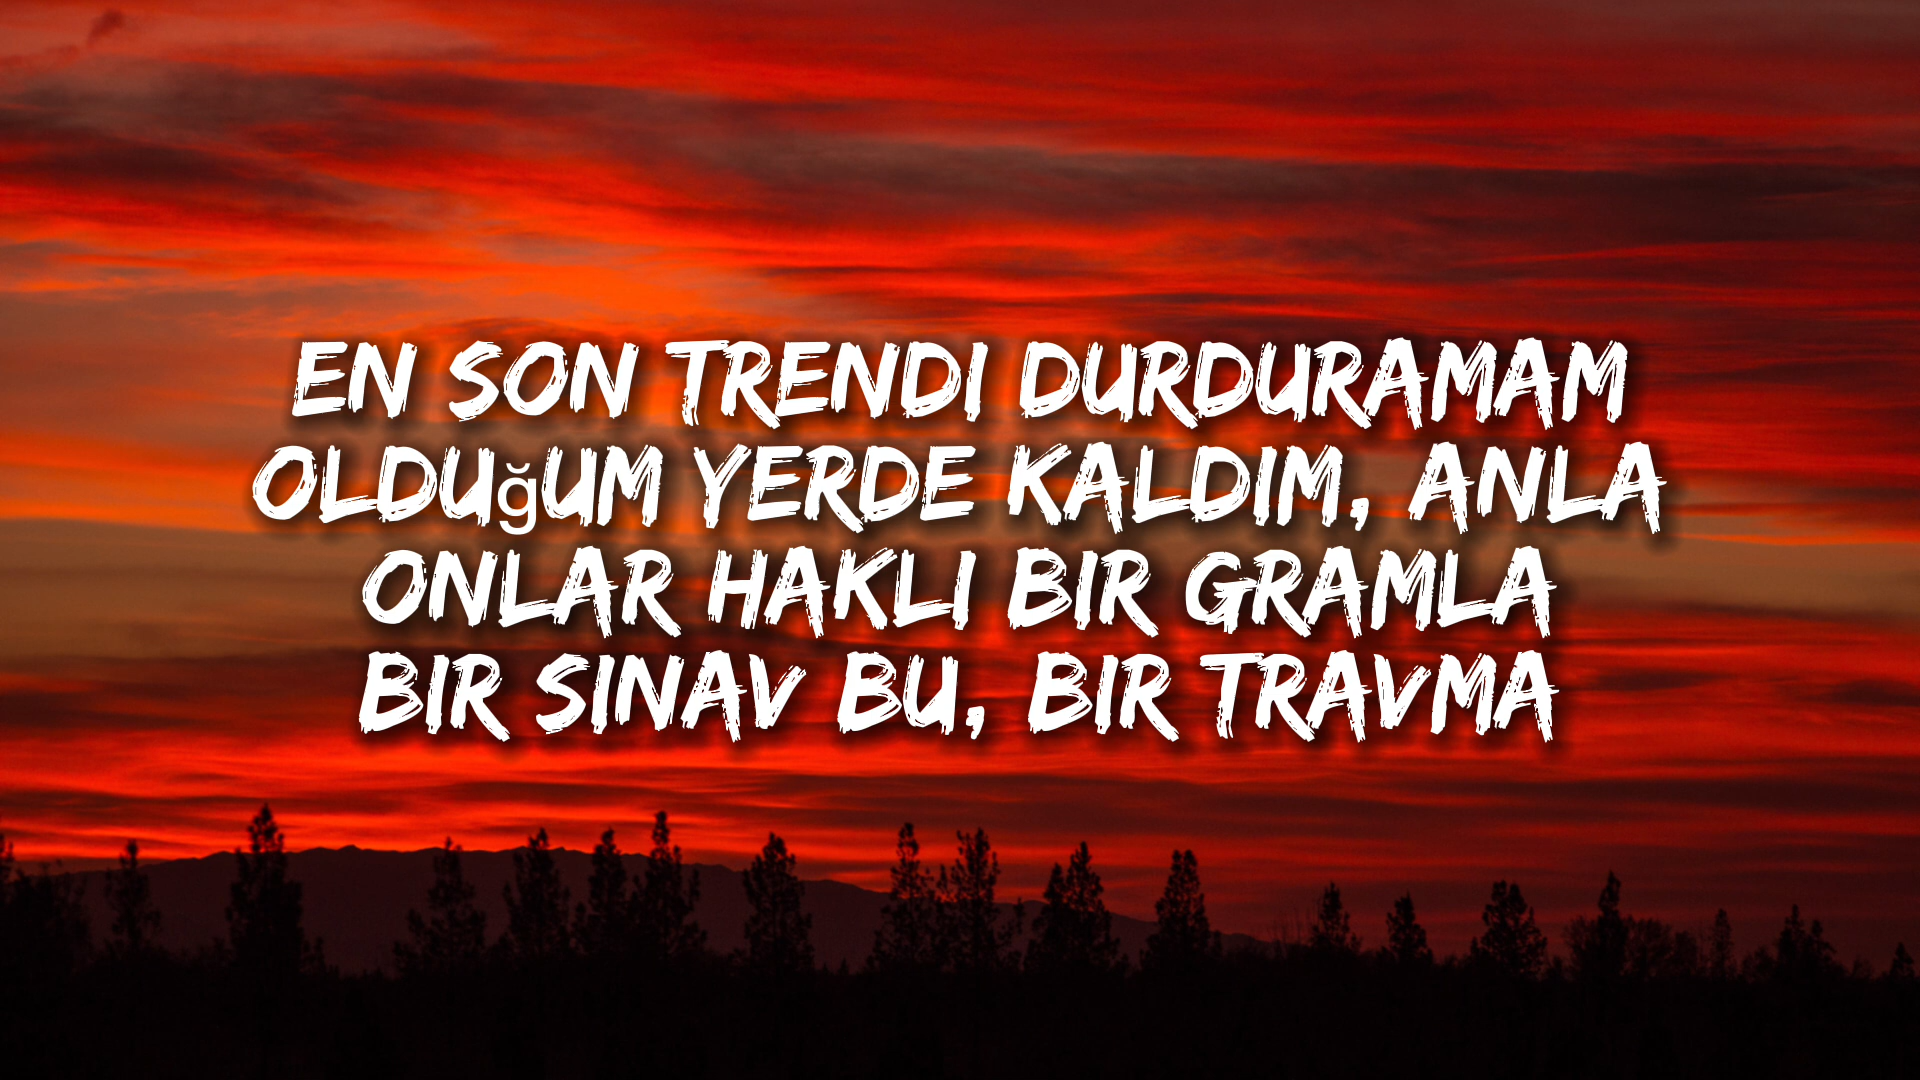 EN SON TRENDI DURDURAMAM
OLDUğUM YERDE KALDIM, ANLA
ONLAR HAKLI BIR GRAMLA
BIR SINAV BU, BIR TRAVMA